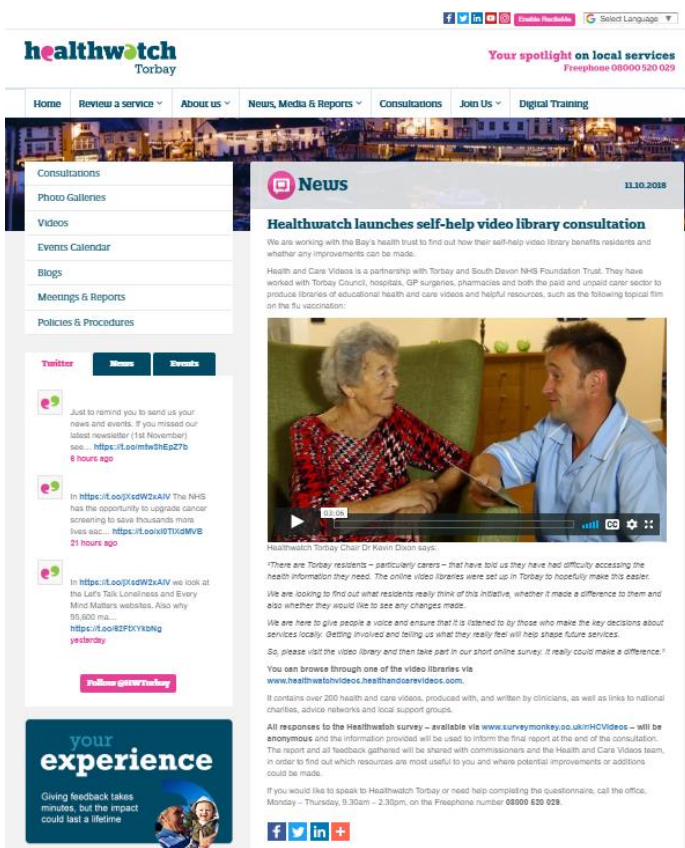 Enable Recite Me
Select Language ▼
healthwatch
Torbay
Your spotlight on local services
Freephone 08000 520 029
Home
Review a service
About us
News, Media & Reports
Consultations
Join Us
Digital Training
Consultations
Photo Galleries
Videos
Events Calendar
Blogs
Meetings & Reports
Policies & Procedures
Twitter
News
Events
Just to remind you to send us your
news and events. If you missed our
latest newsletter (1st November)
see...
6 hours ago
In https://t.co/jXsdW2xAIV The NHS
has the opportunity to upgrade cancer
screening to save thousands more
lives eac...
21 hours ago
In https://t.co/jXsdW2xAIV we look at
the Let's Talk Loneliness and Every
Mind Matters websites. Also why
95,600 ma...
https://t.co/82FtXYkbNg
yesterday
Follow @HWTorbay
your
experience
Giving feedback takes
minutes, but the impact
could last a lifetime
News
11.10.2018
Healthwatch launches self-help video library consultation
We are working with the Bay's health trust to find out how their self-help video library benefits residents and
whether any improvements can be made.
Health and Care Videos is a partnership with Torbay and South Devon NHS Foundation Trust. They have
worked with Torbay Council, hospitals, GP surgeries, pharmacies and both the paid and unpaid carer sector to
produce libraries of educational health and care videos and helpful resources, such as the following topical film
on the flu vaccination:
03:06
CC
Healthwatch Torbay Chair Dr Kevin Dixon says:
"There are Torbay residents – particularly carers – that have told us they have had difficulty accessing the
health information they need. The online video libraries were set up in Torbay to hopefully make this easier.
We are looking to find out what residents really think of this initiative, whether it made a difference to them and
also whether they would like to see any changes made.
We are here to give people a voice and ensure that it is listened to by those who make the key decisions about
services locally. Getting involved and telling us what they really feel will help shape future services.
So, please visit the video library and then take part in our short online survey. It really could make a difference."
You can browse through one of the video libraries via
www.healthwatchvideos.healthandcarevideos.com.
It contains over 200 health and care videos, produced with, and written by clinicians, as well as links to national
charities, advice networks and local support groups.
All responses to the Healthwatch survey – available via www.surveymonkey.co.uk/r/HCVideos – will be
anonymous and the information provided will be used to inform the final report at the end of the consultation.
The report and all feedback gathered will be shared with commissioners and the Health and Care Videos team,
in order to find out which resources are most useful to you and where potential improvements or additions
could be made.
If you would like to speak to Healthwatch Torbay or need help completing the questionnaire, call the office,
Monday – Thursday, 9.30am – 2.30pm, on the Freephone number 08000 520 029.